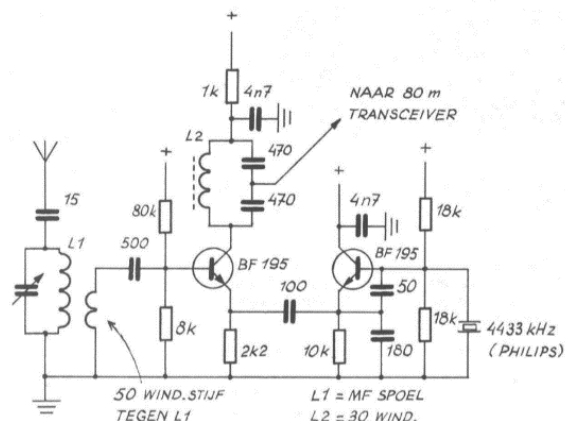 +
1k
4n7
L2
470
470
NAAR 80 m
TRANSCEIVER
+
+
+
15
80k
4n7
18k
L1
500
BF 195
BF 195
100
50
8k
2k2
10k
180
18k
4433 kHz
(PHILIPS)
50 WIND. STIJF
TEGEN L1
L1 = MF SPOEL
L2 = 30 WIND.